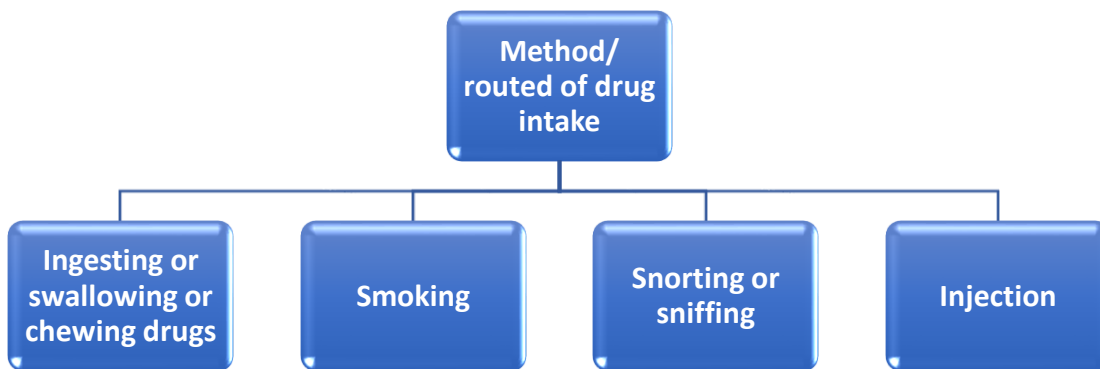 Method/
routed of drug
intake
Ingesting or
swallowing or
chewing drugs
Smoking
Snorting or
sniffing
Injection